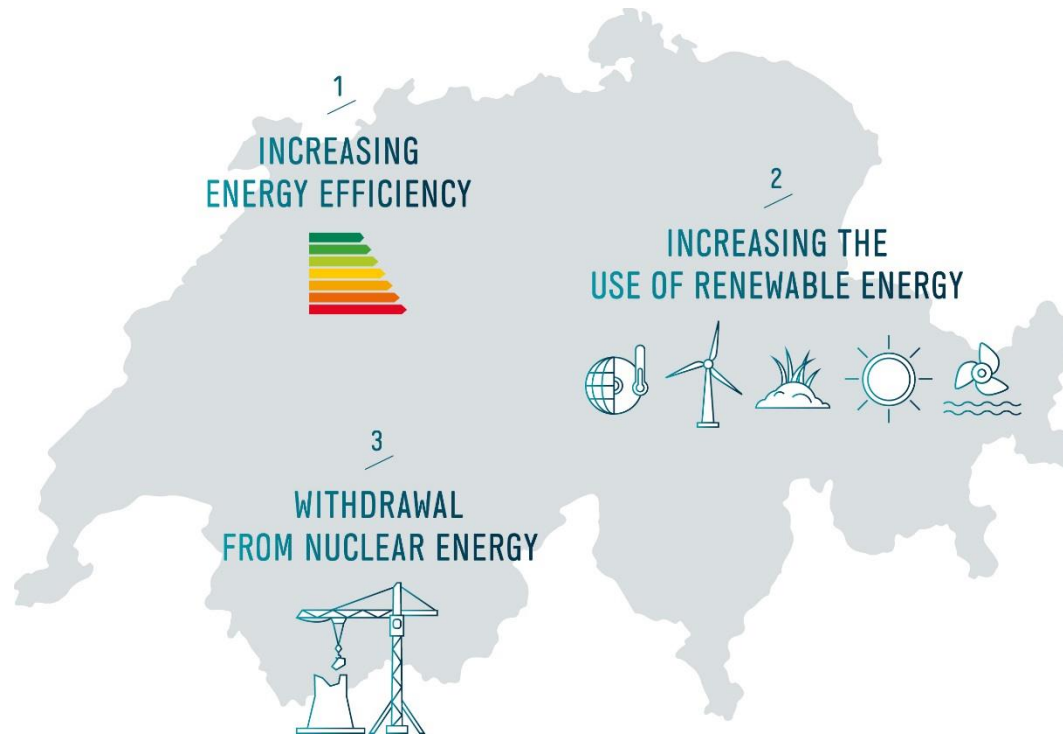 1
INCREASING
ENERGY EFFICIENCY
2
INCREASING THE
USE OF RENEWABLE ENERGY
3
WITHDRAWAL
FROM NUCLEAR ENERGY